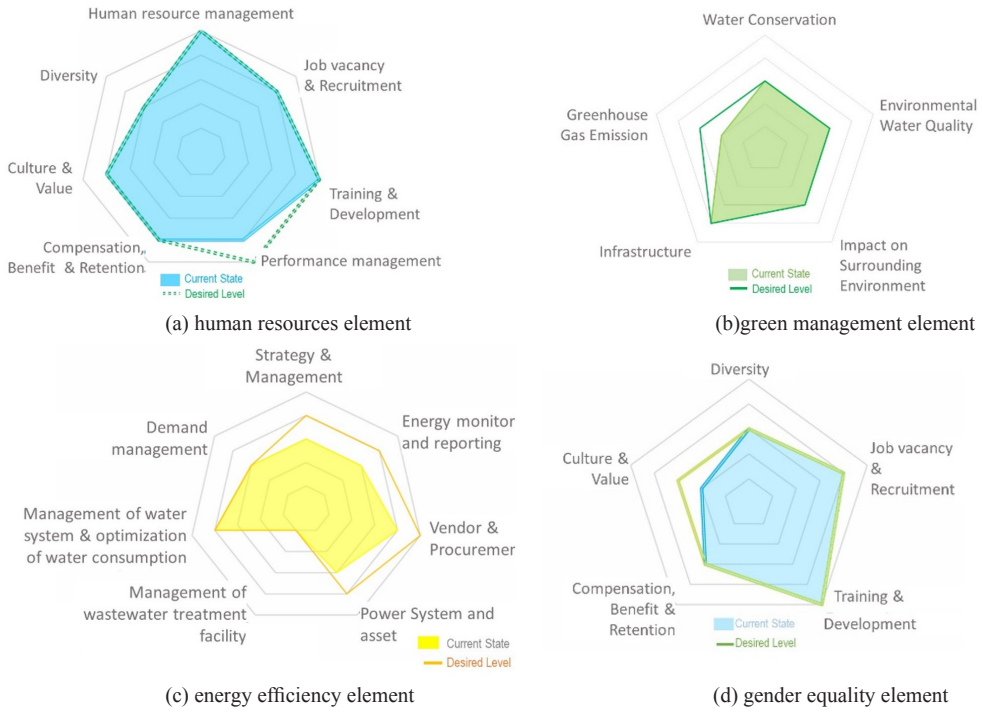 Human resource management
Diversity
Job vacancy
& Recruitment
Culture &
Value
Training &
Development
Compensation,
Benefit & Retention
Performance management
Current State
Desired Level
(a) human resources element
Water Conservation
Greenhouse
Gas Emission
Environmental
Water Quality
Infrastructure
Impact on
Surrounding
Environment
Current State
Desired Level
(b)green management element
Strategy &
Management
Demand
management
Energy monitor
and reporting
Management of water
system & optimization
of water consumption
Vendor &
Procuremen
Management of
wastewater treatment
facility
Power System and
asset
Current State
Desired Level
(c) energy efficiency element
Diversity
Job vacancy
&
Recruitment
Culture &
Value
Compensation,
Benefit &
Retention
Training &
Development
Current State
Desired Level
(d) gender equality element